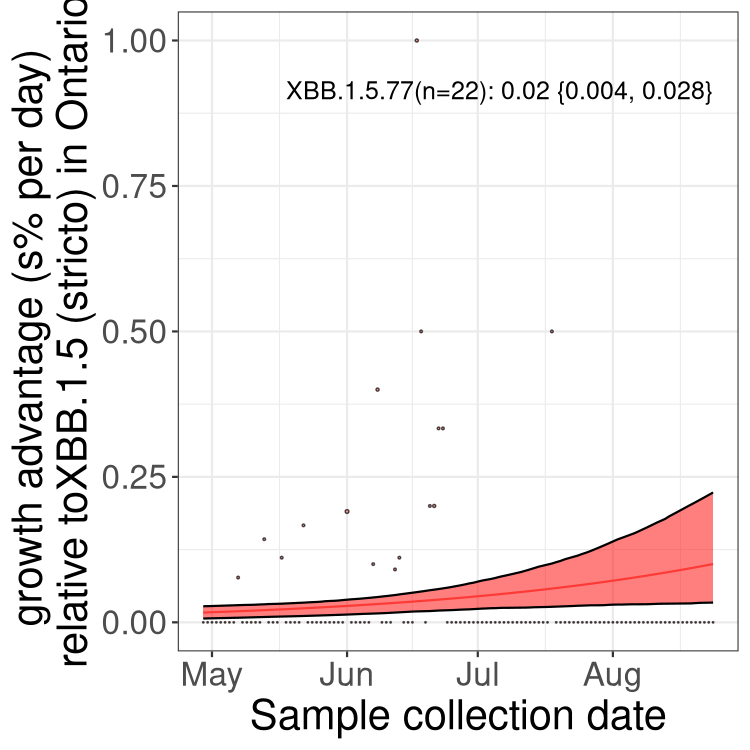 growth advantage (s% per day)
relative toXBB.1.5 (stricto) in Ontario
1.00
0.75
0.50
0.25
0.00
XBB.1.5.77(n=22): 0.02 {0.004, 0.028}
May
Jun
Jul
Aug
Sample collection date